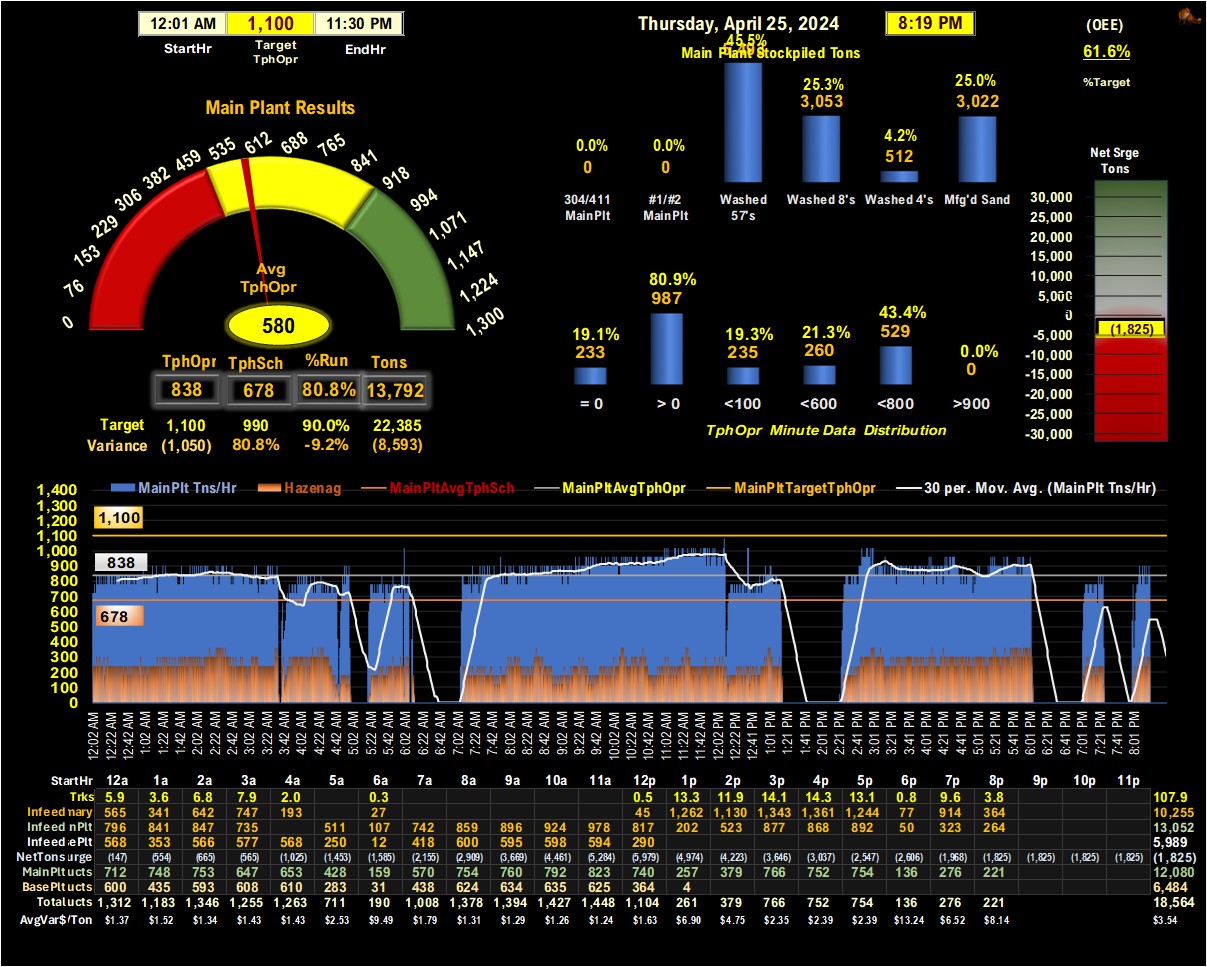 12:01 AM 1,100 11:30 PM
StartHr Target TphOpr EndHr
Thursday, April 25, 2024 8:19 PM
(OEE)
61.6%
%Target
Main Plant Stockpiled Tons
45.5%
25.3%
3,053
25.0%
3,022
4.2%
512
0.0% 0.0%
0 0
304/411 MainPlt #1/#2 MainPlt Washed 57's Washed 8's Washed 4's Mfg'd Sand
Main Plant Results
0 76 153 229 306 382 459 535 612 688 765 841 918 994 1,071 1,147 1,224 1,300
Avg
TphOpr
580
TphOpr TphSch %Run Tons
838 678 80.8% 13,792
Target 1,100 990 90.0% 22,385
Variance (1,050) 80.8% -9.2% (8,593)
19.1% 80.9% 19.3% 21.3% 43.4% 0.0%
233 987 235 260 529 0
= 0 > 0 <100 <600 <800 >900
TphOpr Minute Data Distribution
Net Srge
Tons
30,000
25,000
20,000
15,000
10,000
5,000
0
-5,000
(1,825)
-10,000
-15,000
-20,000
-25,000
-30,000
MainPlt Tns/Hr Hazenag MainPltAvgTphSch MainPltAvgTphOpr MainPltTargetTphOpr 30 per. Mov. Avg. (MainPlt Tns/Hr)
1,400
1,300
1,200
1,100
1,000
900
800
700
600
500
400
300
200
100
0
1,100
838
678
12:02 AM 12:22 AM 12:42 AM 1:02 AM 1:22 AM 1:42 AM 2:02 AM 2:22 AM 2:42 AM 3:02 AM 3:22 AM 3:42 AM 4:02 AM 4:22 AM 4:42 AM 5:02 AM 5:22 AM 5:42 AM 6:02 AM 6:22 AM 6:42 AM 7:02 AM 7:22 AM 7:42 AM 8:02 AM 8:22 AM 8:42 AM 9:02 AM 9:22 AM 9:42 AM 10:02 AM 10:22 AM 10:42 AM 11:02 AM 11:22 AM 11:42 AM 12:02 PM 12:22 PM 12:41 PM 1:01 PM 1:21 PM 1:41 PM 2:01 PM 2:21 PM 2:41 PM 3:01 PM 3:21 PM 3:41 PM 4:01 PM 4:21 PM 4:41 PM 5:01 PM 5:21 PM 5:41 PM 6:01 PM 6:21 PM 6:41 PM 7:01 PM 7:21 PM 7:41 PM 8:01 PM
StartHr 12a 1a 2a 3a 4a 5a 6a 7a 8a 9a 10a 11a 12p 1p 2p 3p 4p 5p 6p 7p 8p 9p 10p 11p
Trks 5.9 3.6 6.8 7.9 2.0 0.3 0.5 13.3 11.9 14.1 14.3 13.1 0.8 9.6 3.8 107.9
Infeed mary 565 341 642 747 193 27 45 1,262 1,130 1,343 1,361 1,244 77 914 364 10,255
Infeed nPlt 796 841 847 735 511 107 742 859 896 924 978 817 202 523 877 868 892 50 323 264 13,052
Infeed ePlt 568 353 566 577 568 250 12 418 600 595 598 594 290 5,989
NetTons urge (147) (554) (665) (565) (1,025) (1,453) (1,585) (2,155) (2,909) (3,669) (4,461) (5,284) (5,979) (4,974) (4,223) (3,646) (3,037) (2,547) (2,606) (1,968) (1,825) (1,825) (1,825) (1,825) (1,825)
MainPlt ucts 712 748 753 647 653 428 159 570 754 760 792 823 740 257 379 766 752 754 136 276 221 12,080
BasePlt ucts 600 435 593 608 610 283 31 438 624 634 635 625 364 4 6,484
Total ucts 1,312 1,183 1,346 1,255 1,263 711 190 1,008 1,378 1,394 1,427 1,448 1,104 261 379 766 752 754 136 276 221 18,564
AvgVar$/Ton $1.37 $1.52 $1.34 $1.43 $1.43 $2.53 $9.49 $1.79 $1.31 $1.29 $1.26 $1.24 $1.63 $6.90 $4.75 $2.35 $2.39 $2.39 $13.24 $6.52 $8.14 $3.54